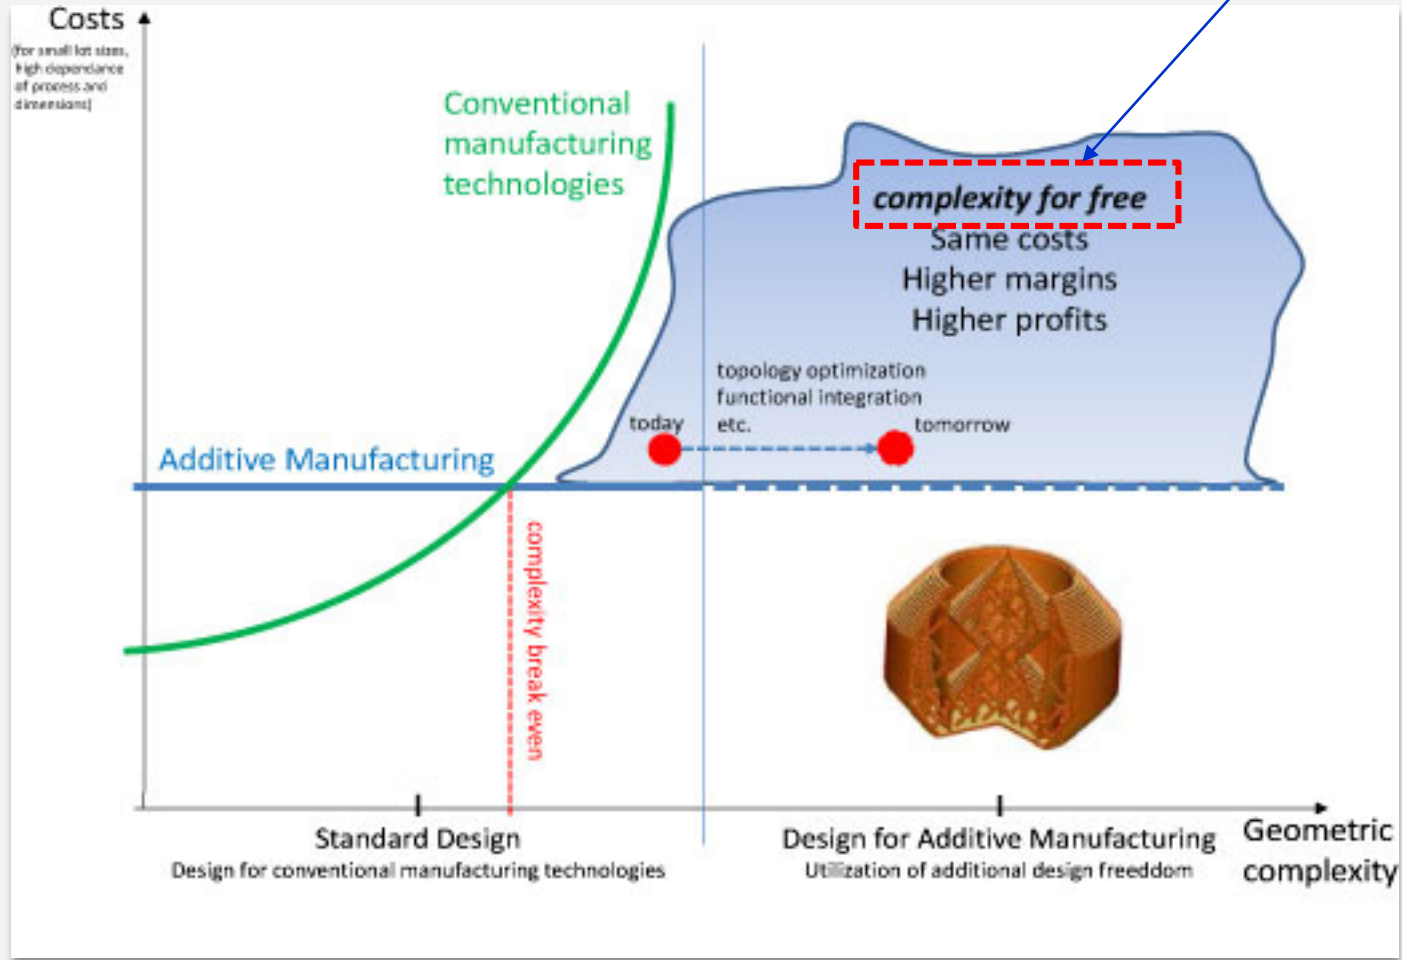 Costs
(for small lot sizes,
high dependance
of process and
dimensions)
Conventional
manufacturing
technologies
complexity for free
Same costs
Higher margins
Higher profits
topology optimization
functional integration
etc.
today
tomorrow
Additive Manufacturing
complexity break even
Standard Design
Design for conventional manufacturing technologies
Design for Additive Manufacturing
Utilization of additional design freeddom
Geometric
complexity